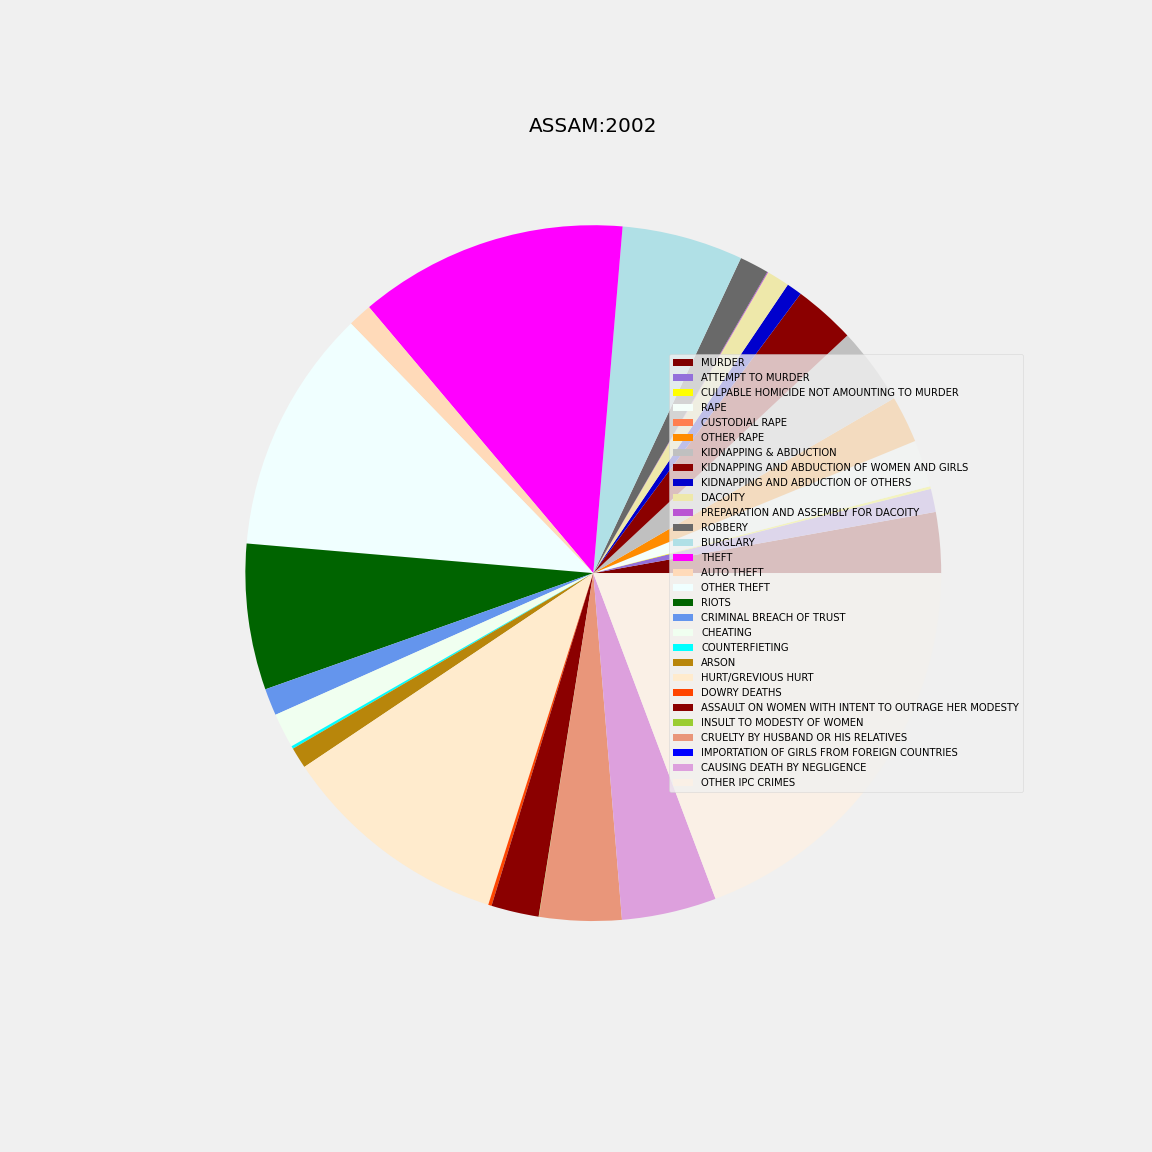 ASSAM:2002
MURDER
ATTEMPT TO MURDER
CULPABLE HOMICIDE NOT AMOUNTING TO MURDER
RAPE
CUSTODIAL RAPE
OTHER RAPE
KIDNAPPING & ABDUCTION
KIDNAPPING AND ABDUCTION OF WOMEN AND GIRLS
KIDNAPPING AND ABDUCTION OF OTHERS
DACOITY
PREPARATION AND ASSEMBLY FOR DACOITY
ROBBERY
BURGLARY
THEFT
AUTO THEFT
OTHER THEFT
RIOTS
CRIMINAL BREACH OF TRUST
CHEATING
COUNTERFIETING
ARSON
HURT/GREVIOUS HURT
DOWRY DEATHS
ASSAULT ON WOMEN WITH INTENT TO OUTRAGE HER MODESTY
INSULT TO MODESTY OF WOMEN
CRUELTY BY HUSBAND OR HIS RELATIVES
IMPORTATION OF GIRLS FROM FOREIGN COUNTRIES
CAUSING DEATH BY NEGLIGENCE
OTHER IPC CRIMES